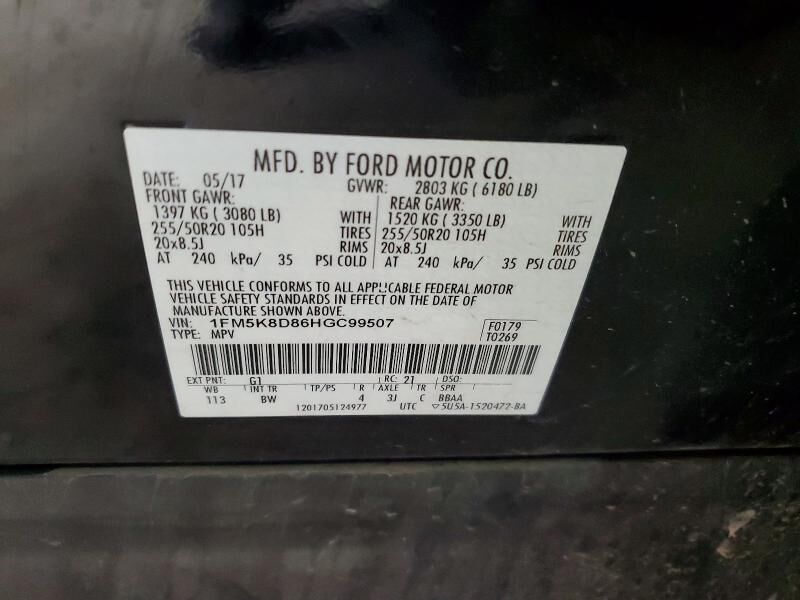 MFD. BY FORD MOTOR CO.
DATE: 05/17 GVWR: 2803 KG ( 6180 LB)
FRONT GAWR: REAR GAWR:
1397 KG ( 3080 LB) WITH 1520 KG ( 3350 LB) WITH
255/50R20 105H TIRES 255/50R20 105H TIRES
20x8.5J RIMS 20x8.5J RIMS
AT 240 kPa/ 35 PSI COLD AT 240 kPa/ 35 PSI COLD
THIS VEHICLE CONFORMS TO ALL APPLICABLE FEDERAL MOTOR
VEHICLE SAFETY STANDARDS IN EFFECT ON THE DATE OF
MANUFACTURE SHOWN ABOVE.
VIN: 1FM5K8D86HGC99507 F0179
TYPE: MPV T0269
EXT PNT: G1 RC: 21 DSO:
WB INT TR TP/PS R AXLE TR SPR
113 BW 4 3J C BBAA
1201705124977 UTC ▽5U5A-1520472-BA